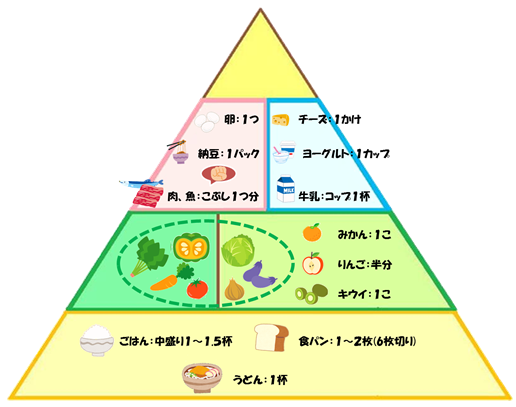 卵:1つ
チーズ:1かけ
納豆:1パック
ヨーグルト:1カップ
肉、魚:こぶし1つ分
牛乳:コップ1杯
MILK
みかん:1こ
りんご:半分
キウイ:1こ
ごはん:中盛り1~1.5杯
食パン:1~2枚(6枚切り)
うどん:1杯